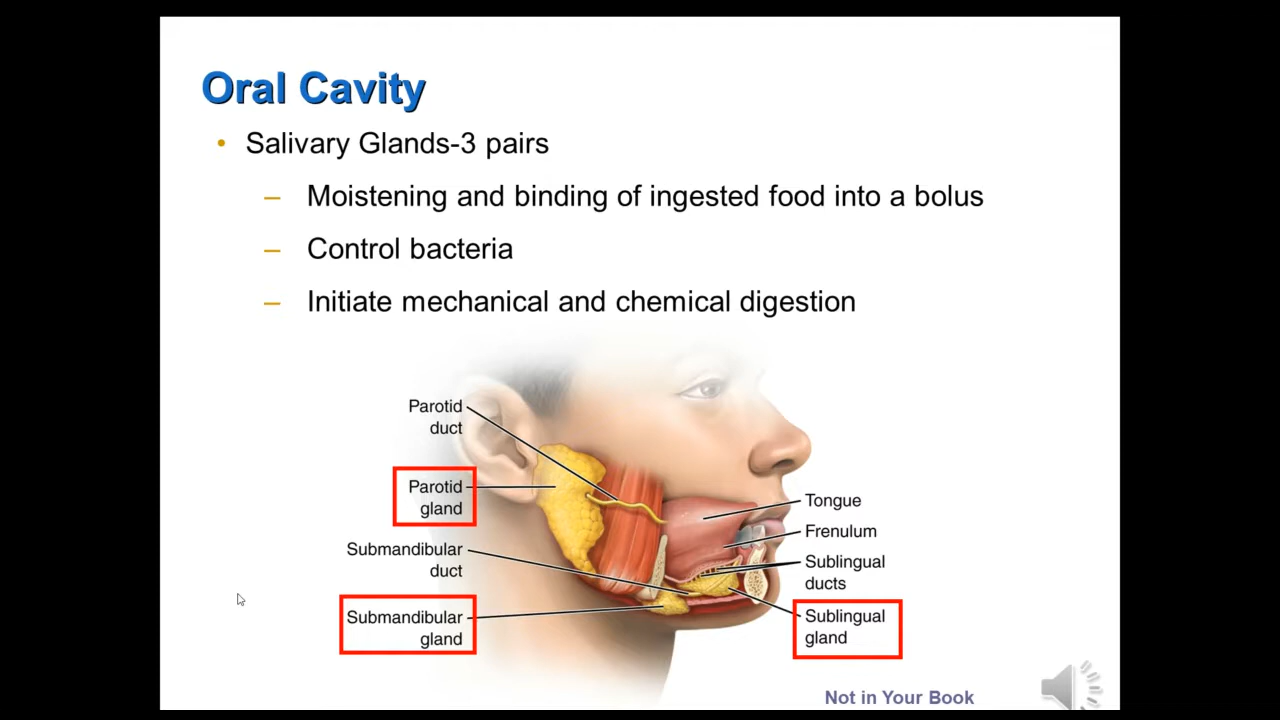 Oral Cavity
• Salivary Glands-3 pairs
– Moistening and binding of ingested food into a bolus
– Control bacteria
– Initiate mechanical and chemical digestion
Parotid
duct
Parotid
gland
Submandibular
duct
Submandibular
gland
Tongue
Frenulum
Sublingual
ducts
Sublingual
gland
Not in Your Book